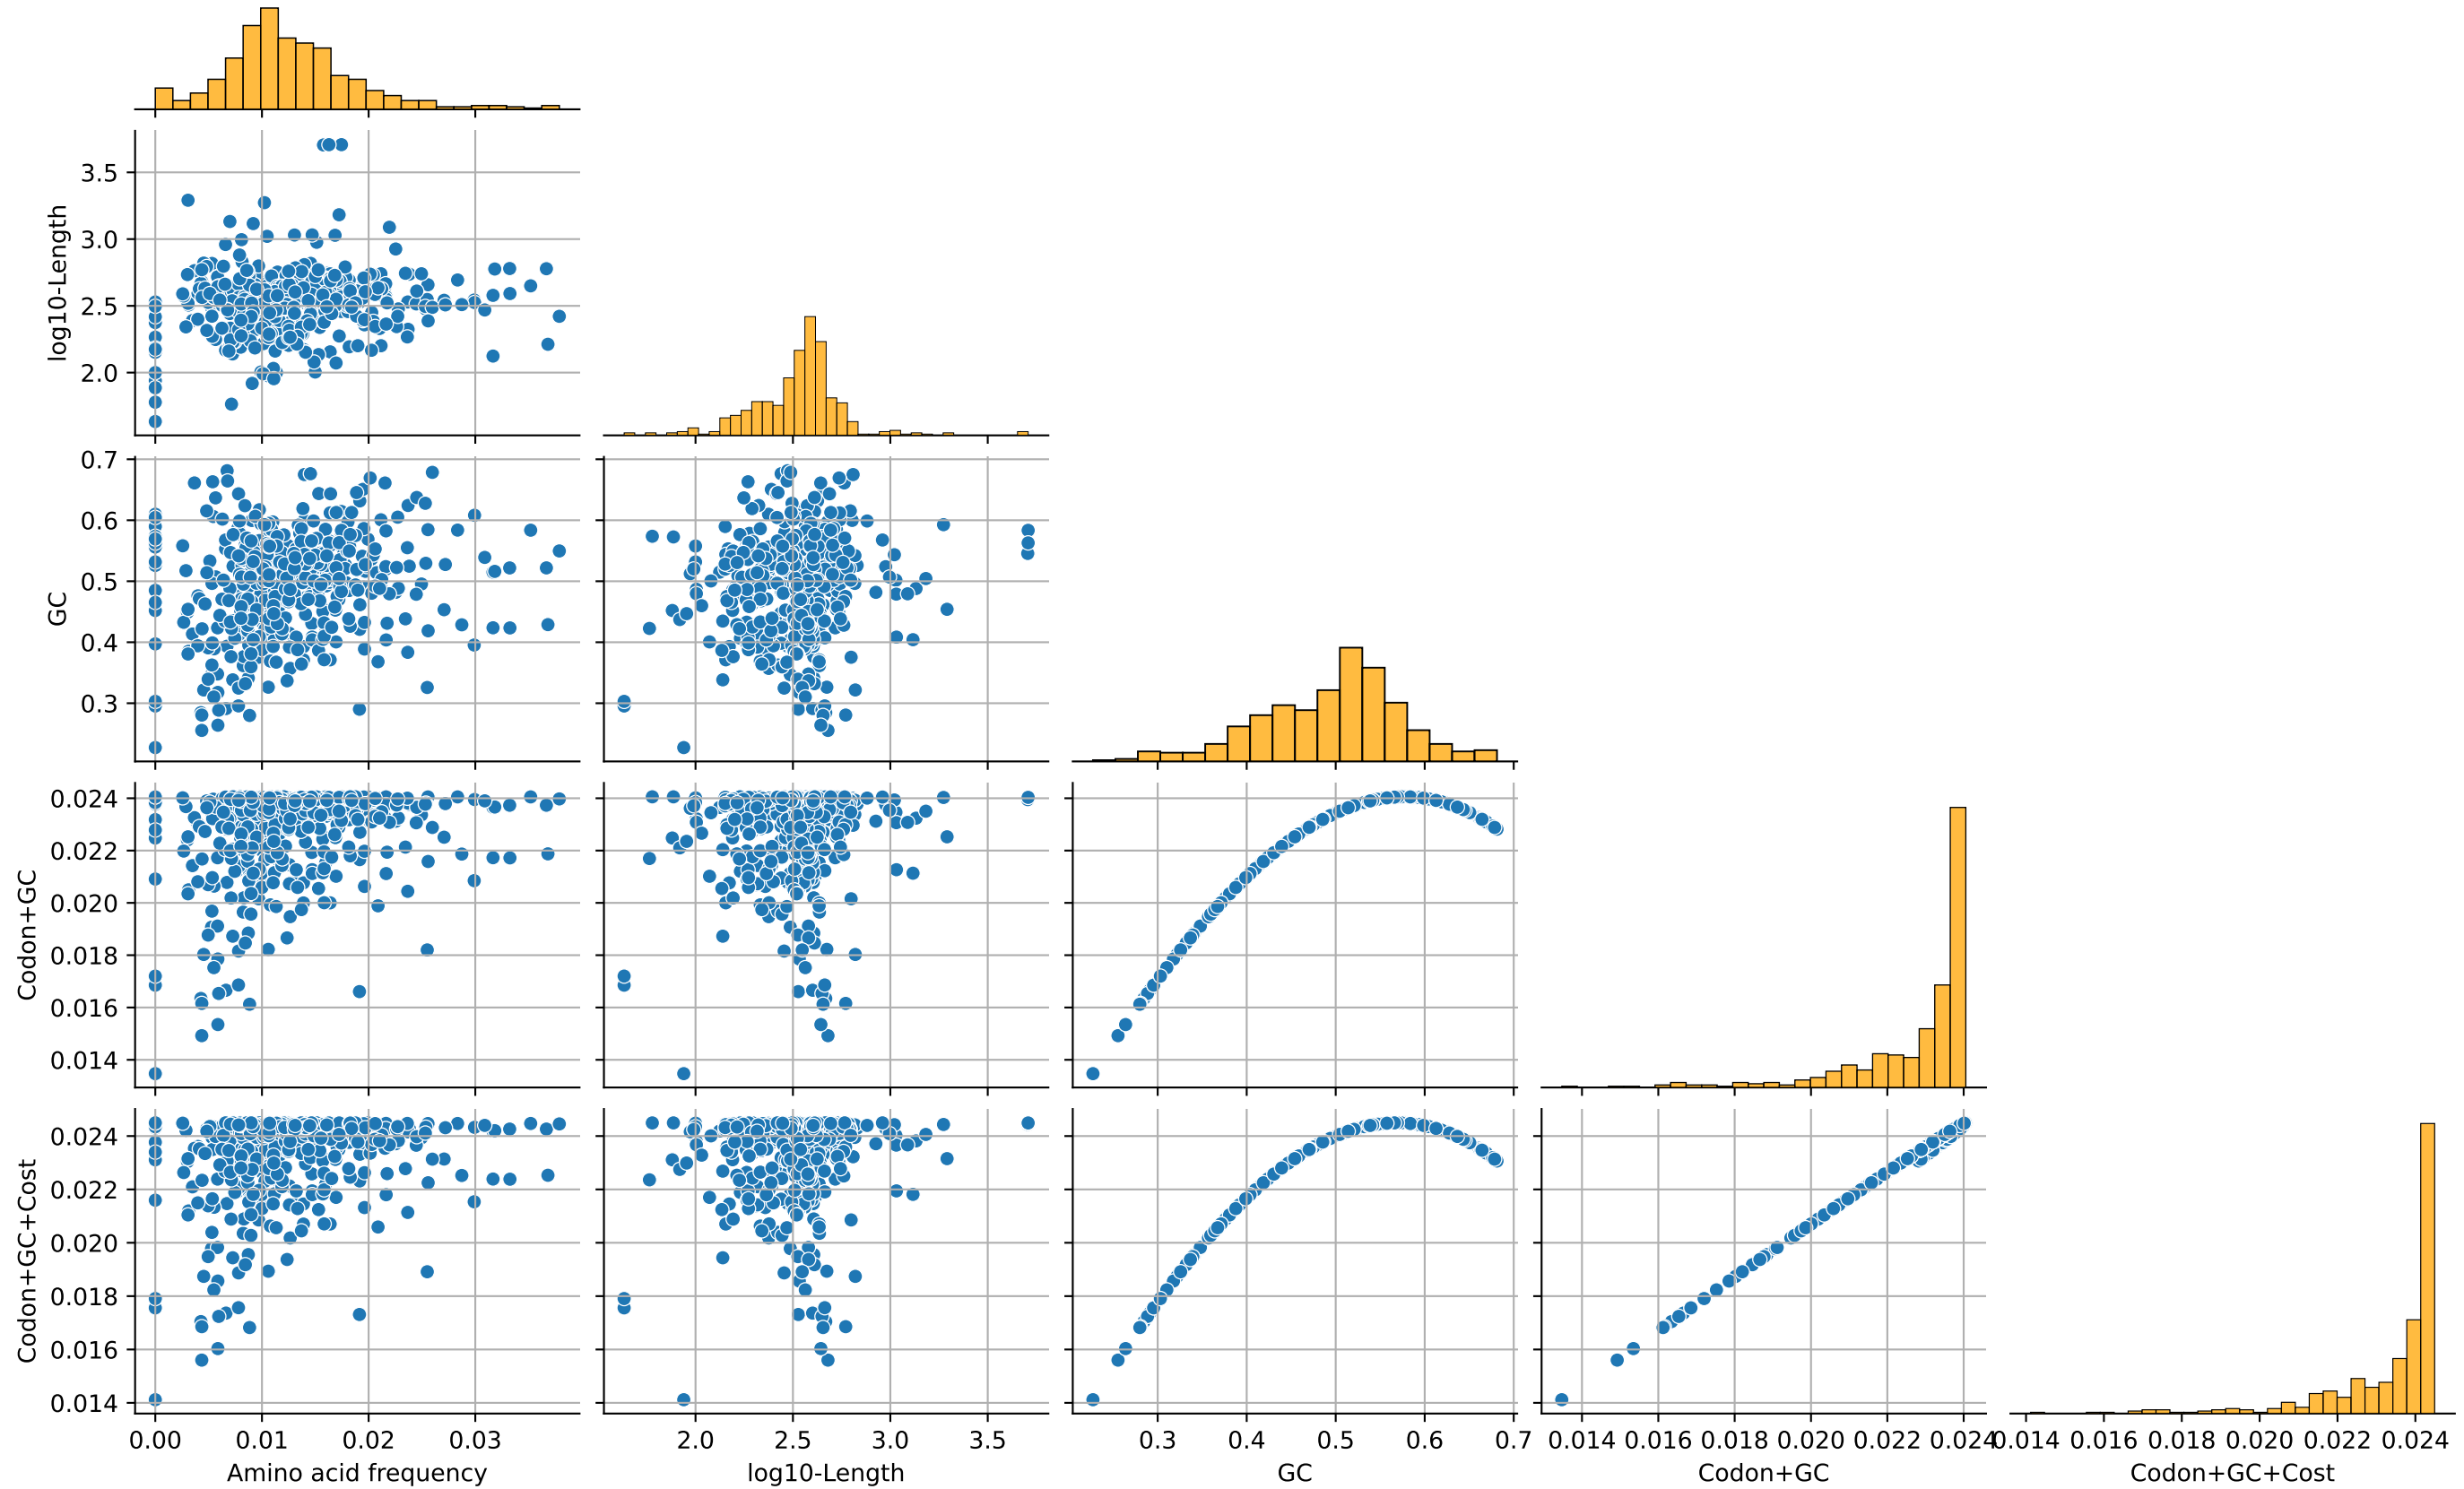 3.5
3.0
2.5
2.0
log10-Length
0.7
0.6
0.5
0.4
0.3
GC
0.024
0.022
0.020
0.018
0.016
0.014
Codon+GC
0.024
0.022
0.020
0.018
0.016
0.014
Codon+GC+Cost
0.00 0.01 0.02 0.03
2.0 2.5 3.0 3.5
0.3 0.4 0.5 0.6 0.7
0.014 0.016 0.018 0.020 0.022 0.024
0.014 0.016 0.018 0.020 0.022 0.024
Amino acid frequency
log10-Length
GC
Codon+GC
Codon+GC+Cost